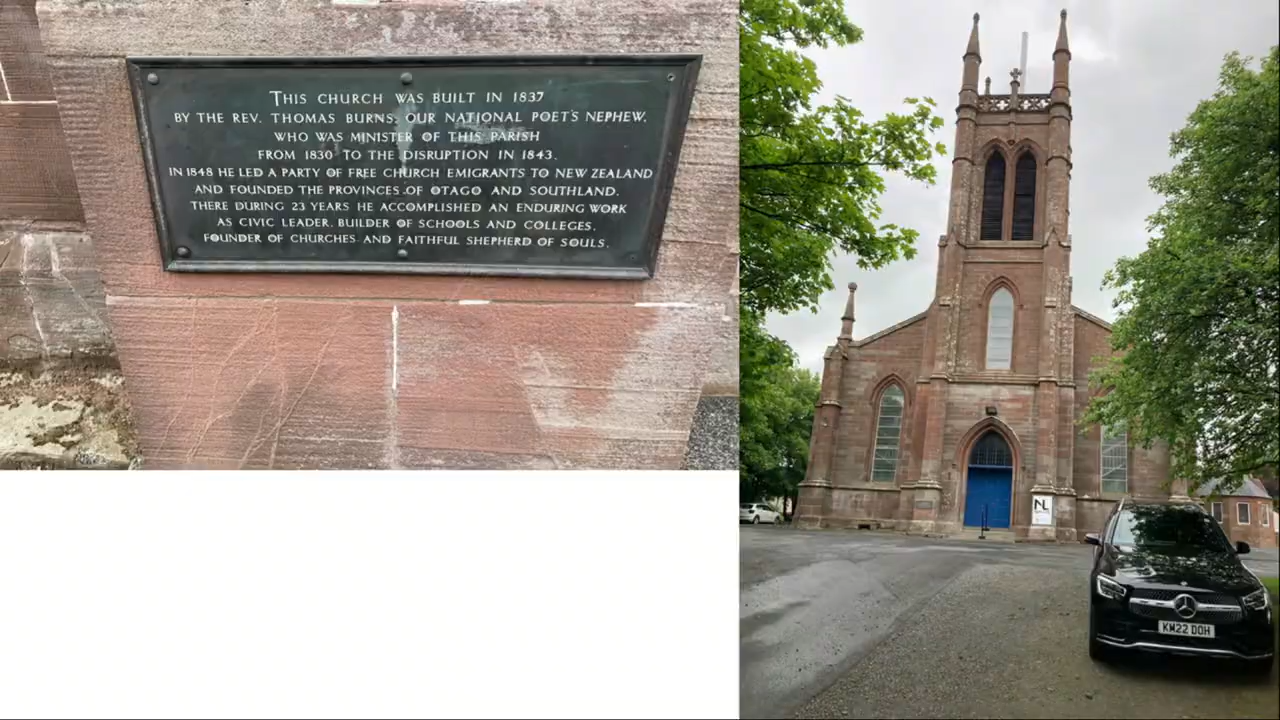 THIS CHURCH WAS BUILT IN 1837
BY THE REV. THOMAS BURNS, OUR NATIONAL POET'S NEPHEW,
WHO WAS MINISTER OF THIS PARISH
FROM 1830 TO THE DISRUPTION IN 1843.
IN 1848 HE LED A PARTY OF FREE CHURCH EMIGRANTS TO NEW ZEALAND
AND FOUNDED THE PROVINCES OF OTAGO AND SOUTHLAND.
THERE DURING 23 YEARS HE ACCOMPLISHED AN ENDURING WORK
AS CIVIC LEADER, BUILDER OF SCHOOLS AND COLLEGES,
FOUNDER OF CHURCHES AND FAITHFUL SHEPHERD OF SOULS.
NL
KM22 DOH